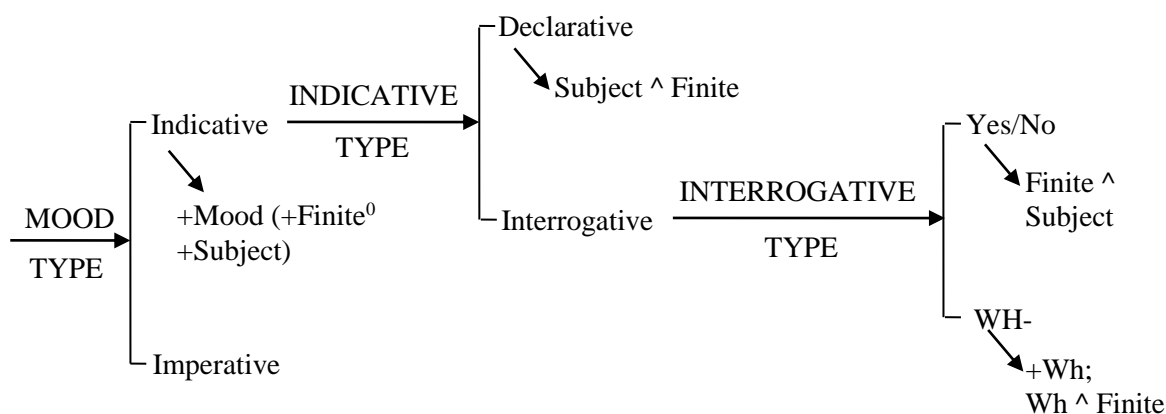 Declarative
Subject ^ Finite
INDICATIVE
TYPE
Indicative
+Mood (+Finite⁰
+Subject)
MOOD
TYPE
Imperative
Interrogative
INTERROGATIVE
TYPE
Yes/No
Finite ^
Subject
WH-
+Wh;
Wh ^ Finite